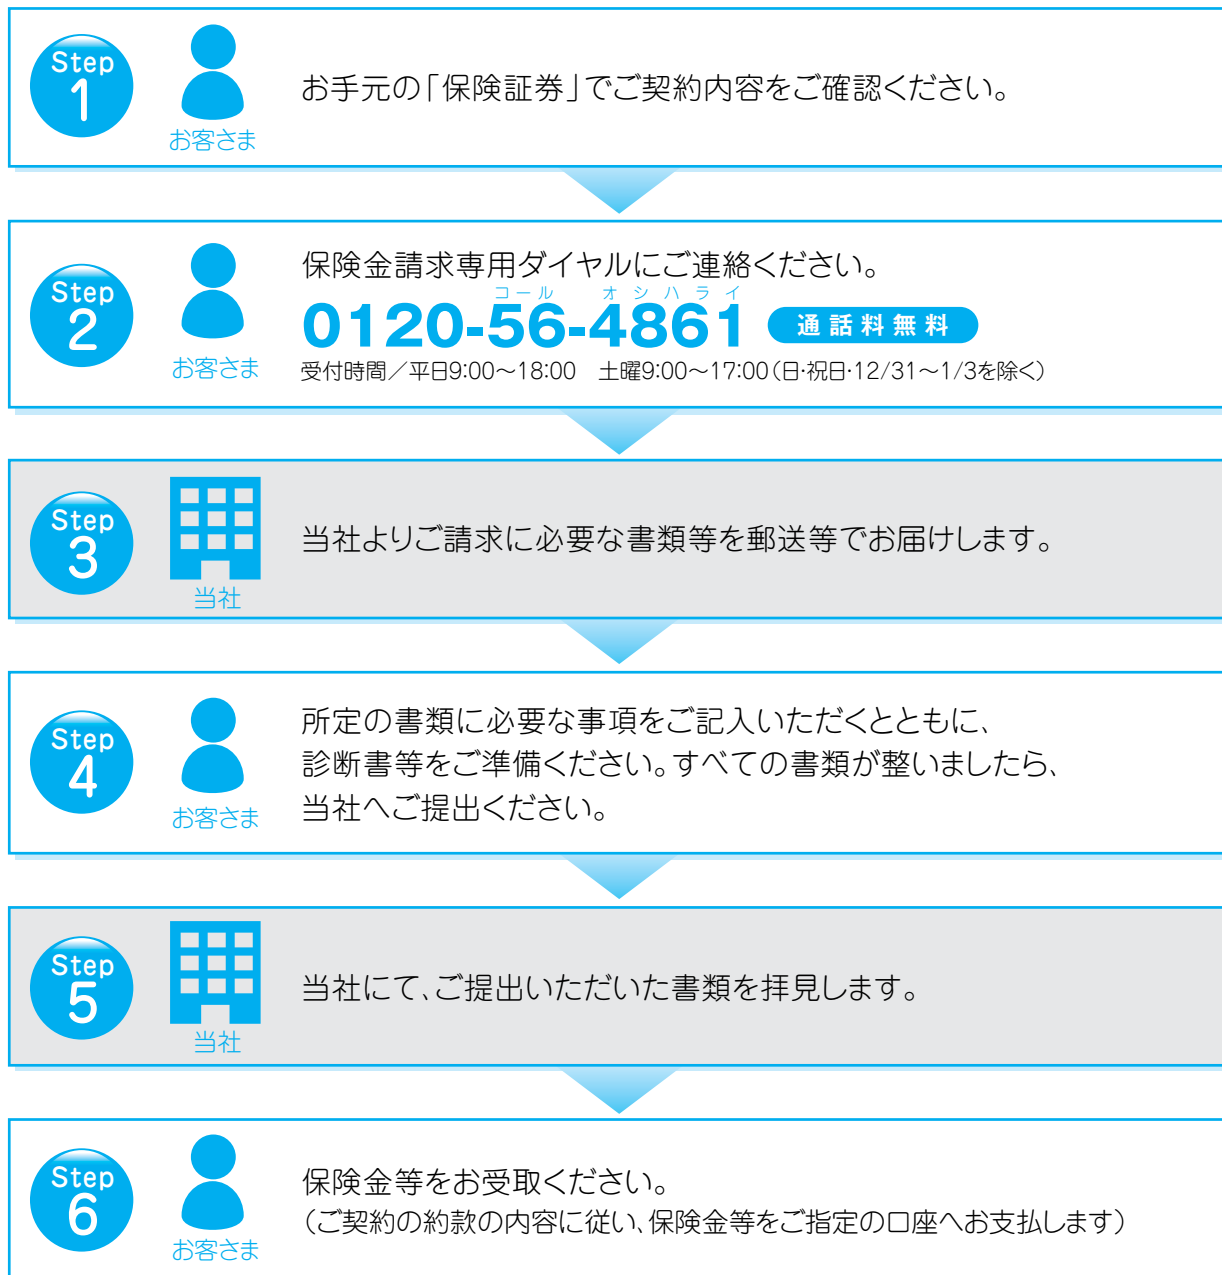 Step
1
お客さま
お手元の「保険証券」でご契約内容をご確認ください。
Step
2
お客さま
保険金請求専用ダイヤルにご連絡ください。
コール オシハライ
0120-56-4861 通話料無料
受付時間／平日9:00～18:00　土曜9:00～17:00（日・祝日・12/31～1/3を除く）
Step
3
当社
当社よりご請求に必要な書類等を郵送等でお届けします。
Step
4
お客さま
所定の書類に必要な事項をご記入いただくとともに、
診断書等をご準備ください。すべての書類が整いましたら、
当社へご提出ください。
Step
5
当社
当社にて、ご提出いただいた書類を拝見します。
Step
6
お客さま
保険金等をお受取ください。
（ご契約の約款の内容に従い、保険金等をご指定の口座へお支払します）